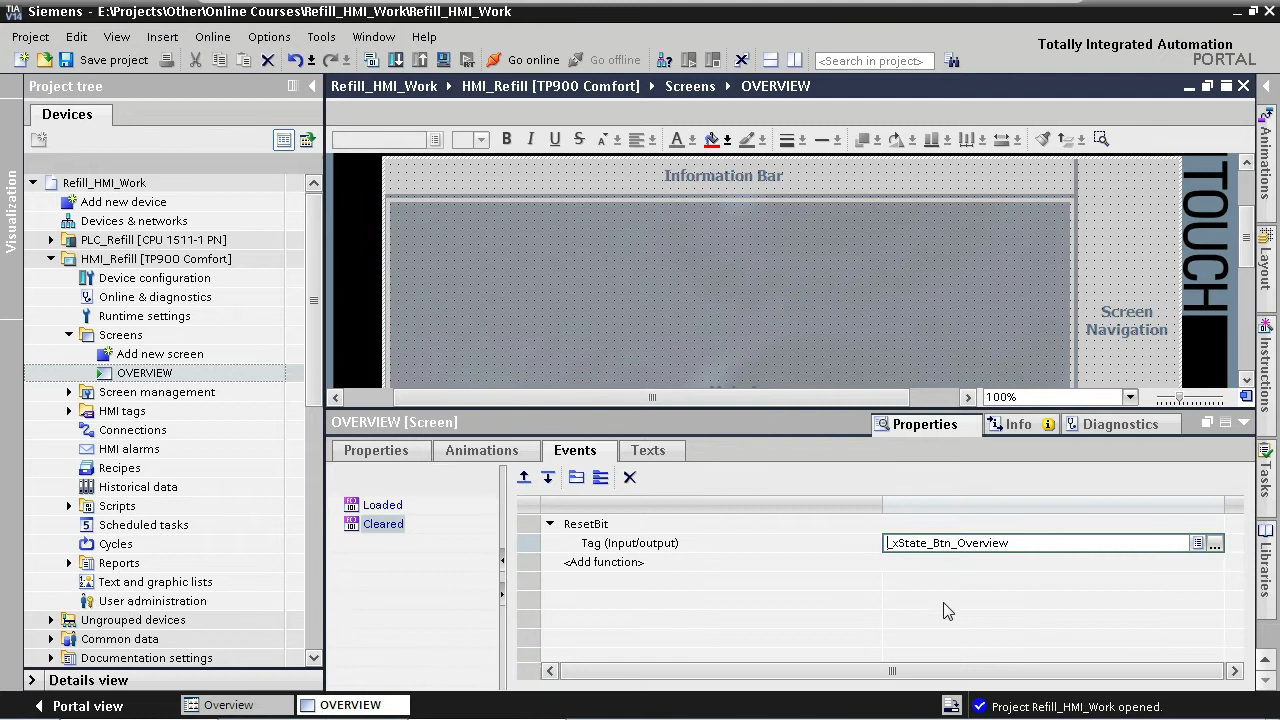 TIA V14 Siemens - E:\Projects\Other\Online Courses\Refill_HMI_Work\Refill_HMI_Work
Project Edit View Insert Online Options Tools Window Help
Totally Integrated Automation
PORTAL
Save project Go online Go offline <Search in project>
Project tree
Refill_HMI_Work HMI_Refill [TP900 Comfort] Screens OVERVIEW
Devices
Visualization
B I U S A A
Refill_HMI_Work
Add new device
Devices & networks
PLC_Refill [CPU 1511-1 PN]
HMI_Refill [TP900 Comfort]
Device configuration
Online & diagnostics
Runtime settings
Screens
Add new screen
OVERVIEW
Screen management
HMI tags
Connections
HMI alarms
Recipes
Historical data
Scripts
Scheduled tasks
Cycles
Reports
Text and graphic lists
User administration
Ungrouped devices
Common data
Documentation settings
Details view
Information Bar
Screen
Navigation
TOUCH
100%
OVERVIEW [Screen]
Properties Info Diagnostics
Properties Animations Events Texts
Loaded
Cleared
ResetBit
Tag (Input/output) _xState_Btn_Overview
<Add function>
Animations
Layout
Instructions
Tasks
Libraries
Portal view Overview OVERVIEW Project Refill_HMI_Work opened.